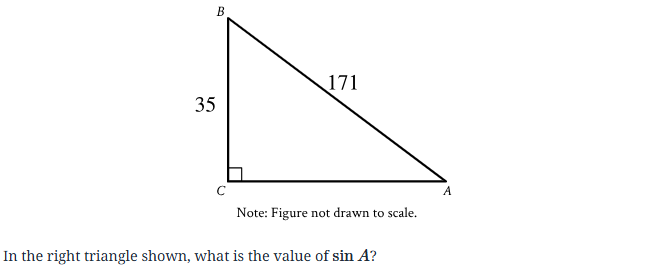 B
171
35
C
A
Note: Figure not drawn to scale.
In the right triangle shown, what is the value of sin A?